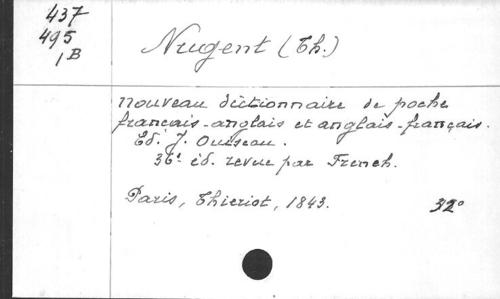 437
495
1B
Nugent (Th.)
nouveau dictionnaire de poche
français-anglais et anglais-français.
Ed. J. Ouiseau.
36e éd. revue par French.
Paris, Thieriot, 1843. 32°